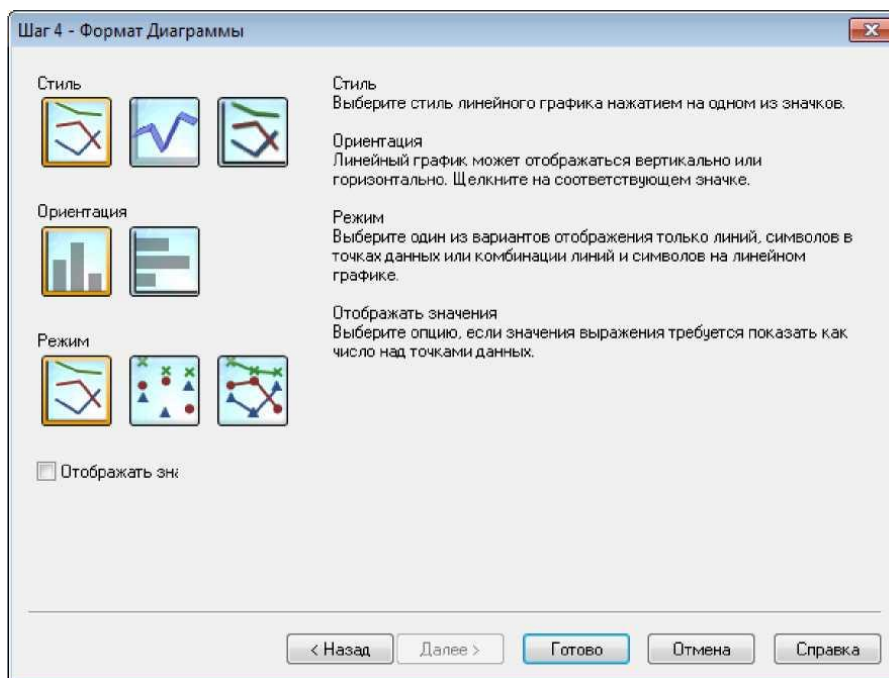 Шаг 4 - Формат Диаграммы
Стиль
Стиль
Выберите стиль линейного графика нажатием на одном из значков.
Ориентация
Линейный график может отображаться вертикально или
горизонтально. Щелкните на соответствующем значке.
Ориентация
Режим
Выберите один из вариантов отображения только линий, символов в
точках данных или комбинации линий и символов на линейном
графике.
Отображать значения
Выберите опцию, если значения выражения требуется показать как
число над точками данных.
Режим
Отображать зна
< Назад
Далее >
Готово
Отмена
Справка